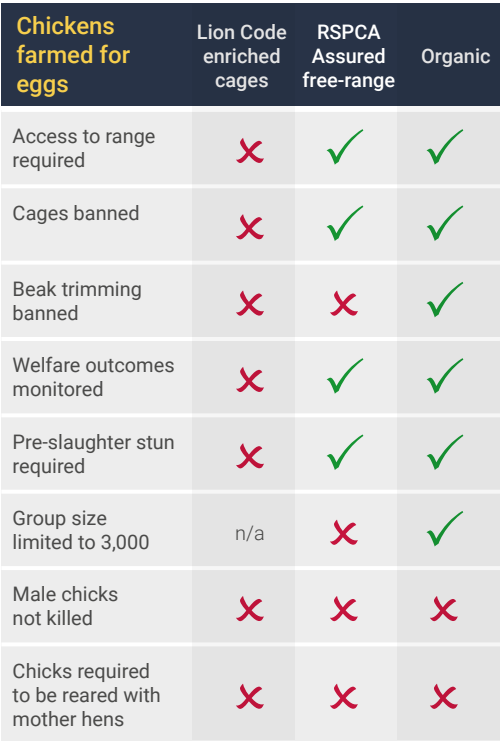 Chickens
farmed for
eggs
Lion Code
enriched
cages
RSPCA
Assured
free-range
Organic
Access to range
required
Cages banned
Beak trimming
banned
Welfare outcomes
monitored
Pre-slaughter stun
required
Group size
limited to 3,000
n/a
Male chicks
not killed
Chicks required
to be reared with
mother hens